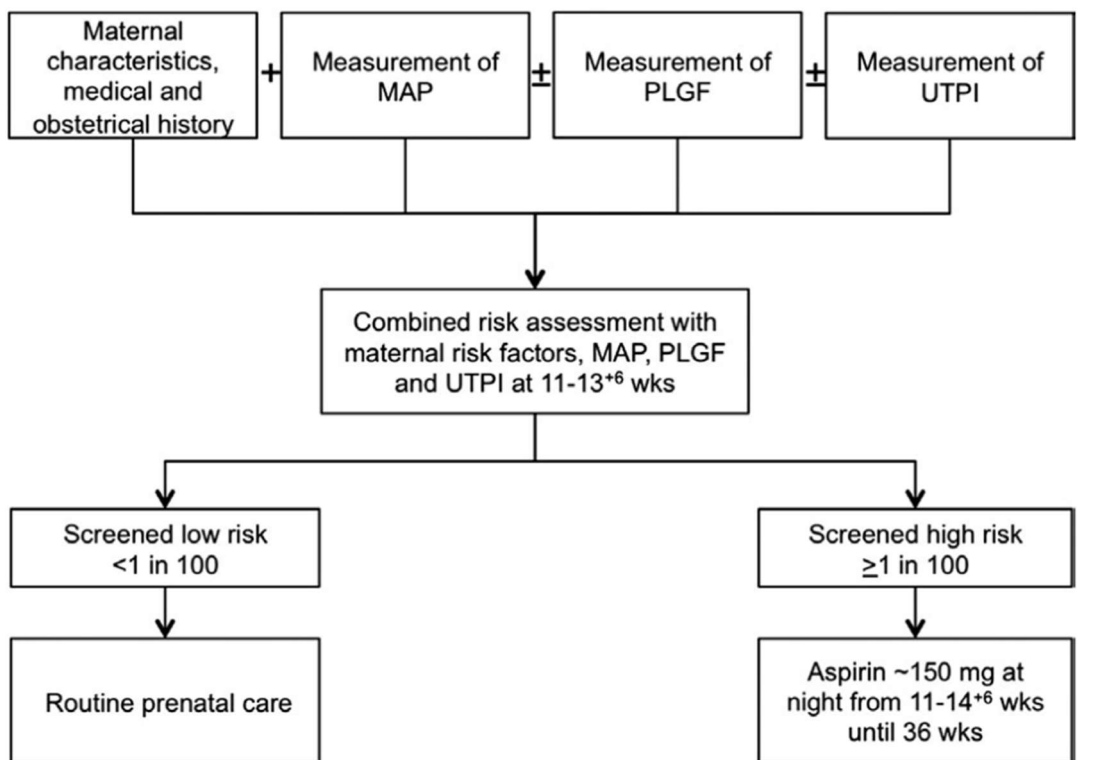 Maternal
characteristics,
medical and
obstetrical history
+
Measurement of
MAP
±
Measurement of
PLGF
±
Measurement of
UTPI
Combined risk assessment with
maternal risk factors, MAP, PLGF
and UTPI at 11-13⁺⁶ wks
Screened low risk
<1 in 100
Screened high risk
≥1 in 100
Routine prenatal care
Aspirin ~150 mg at
night from 11-14⁺⁶ wks
until 36 wks